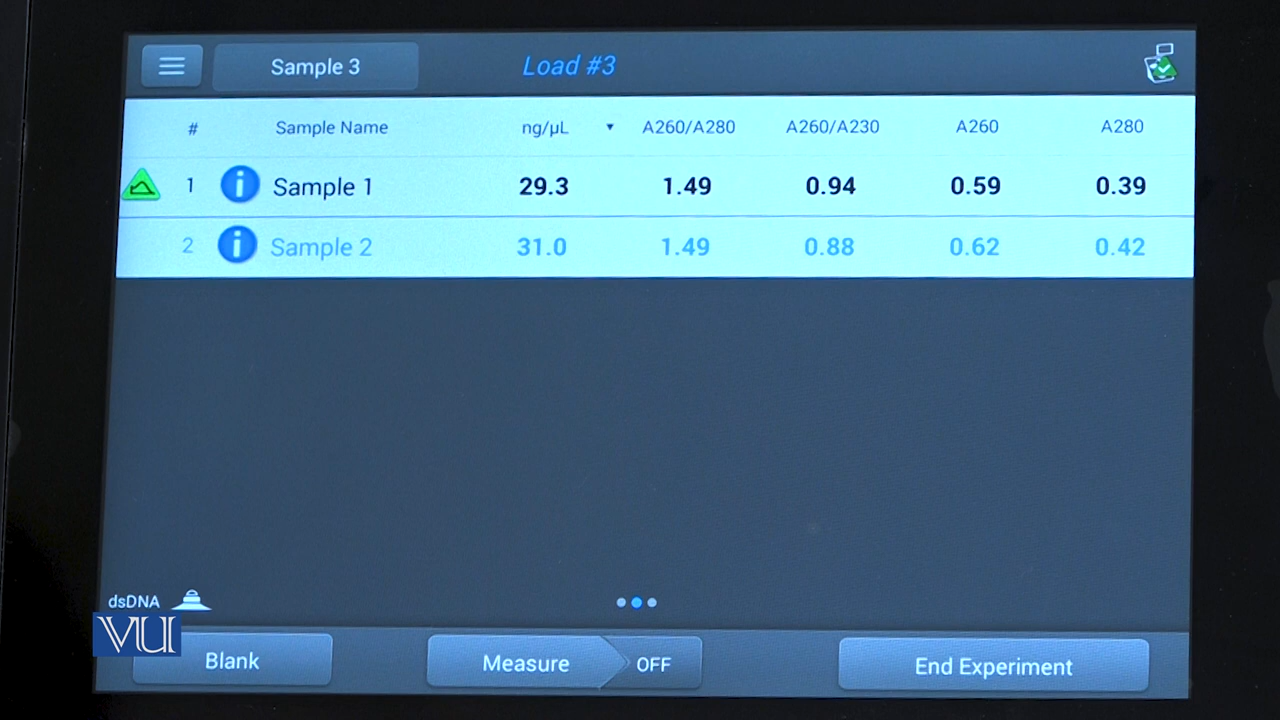 Sample 3 Load #3
# Sample Name ng/µL A260/A280 A260/A230 A260 A280
1 i Sample 1 29.3 1.49 0.94 0.59 0.39
2 i Sample 2 31.0 1.49 0.88 0.62 0.42
dsDNA
VU
Blank Measure OFF End Experiment